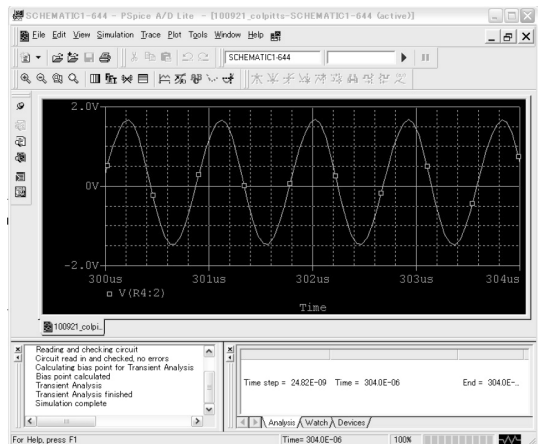 SCHEMATIC1-644 - PSpice A/D Lite - [100921_colpitts-SCHEMATIC1-644 (active)]
File Edit View Simulation Trace Plot Tools Window Help
SCHEMATIC1-644
2.0V
0V
-2.0V
300us 301us 302us 303us 304us
V(R4:2)
Time
100921_colpi...
Reading and checking circuit
Circuit read in and checked, no errors
Calculating bias point for Transient Analysis
Bias point calculated
Transient Analysis
Transient Analysis finished
Simulation complete
Time step = 24.82E-09 Time = 304.0E-06 End = 304.0E-...
Analysis Watch Devices
For Help, press F1 Time= 304.0E-06 100%